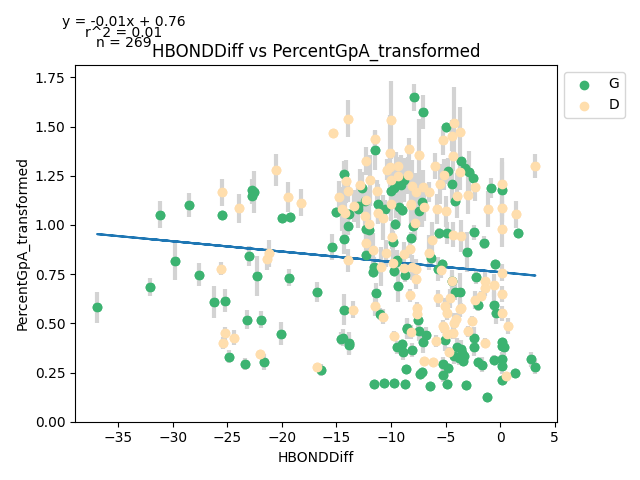 y = -0.01x + 0.76
r^2 = 0.01
n = 269
HBONDDiff vs PercentGpA_transformed
G
D
PercentGpA_transformed
1.75
1.50
1.25
1.00
0.75
0.50
0.25
0.00
−35
−30
−25
−20
−15
−10
−5
0
5
HBONDDiff